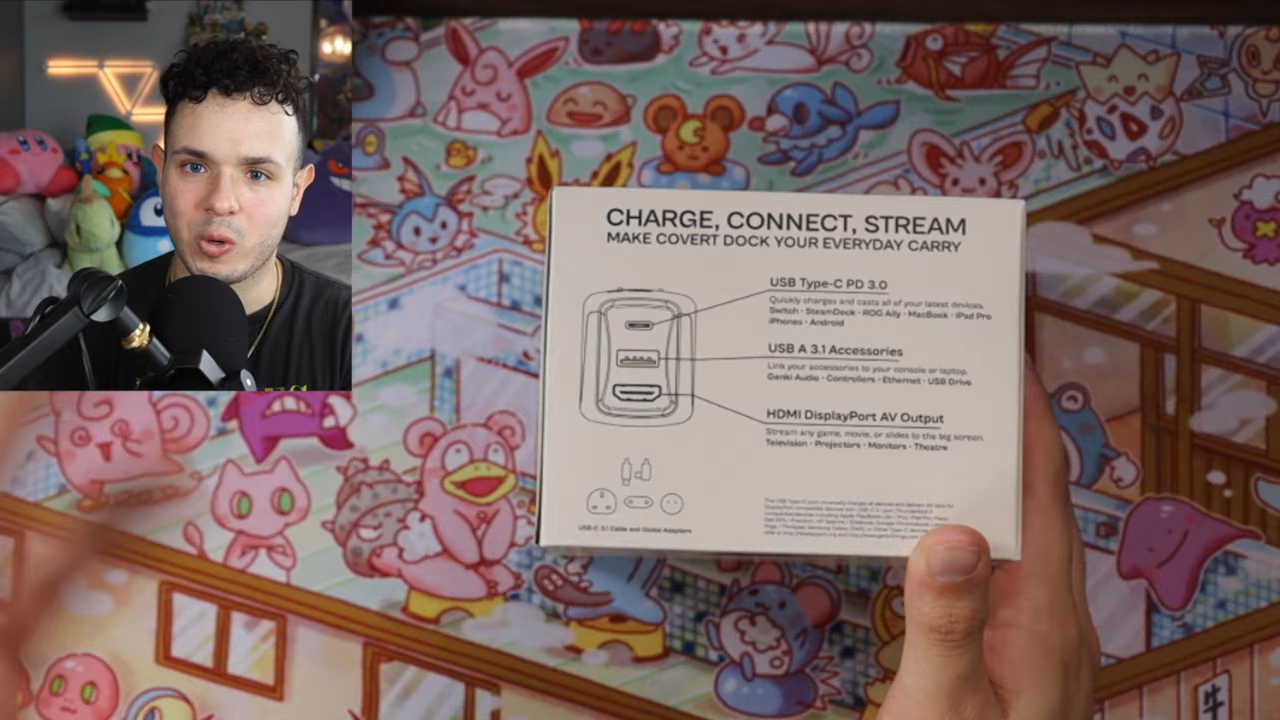 CHARGE, CONNECT, STREAM
MAKE COVERT DOCK YOUR EVERYDAY CARRY
USB Type-C PD 3.0
Quickly charges and casts all of your latest devices.
Switch · SteamDeck · ROG Ally · MacBook · iPad Pro
iPhones · Android
USB A 3.1 Accessories
Link your accessories to your console or laptop.
Genki Audio · Controllers · Ethernet · USB Drive
HDMI DisplayPort AV Output
Stream any game, movie, or slides to the big screen.
Television · Projectors · Monitors · Theatre
USB-C 3.1 Cable and Global Adapters
牛